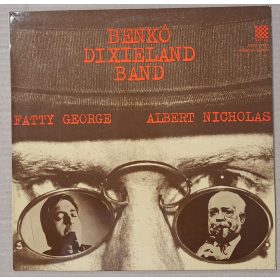 BENKÓ
DIXIELAND
BAND
FATTY GEORGE ALBERT NICHOLAS